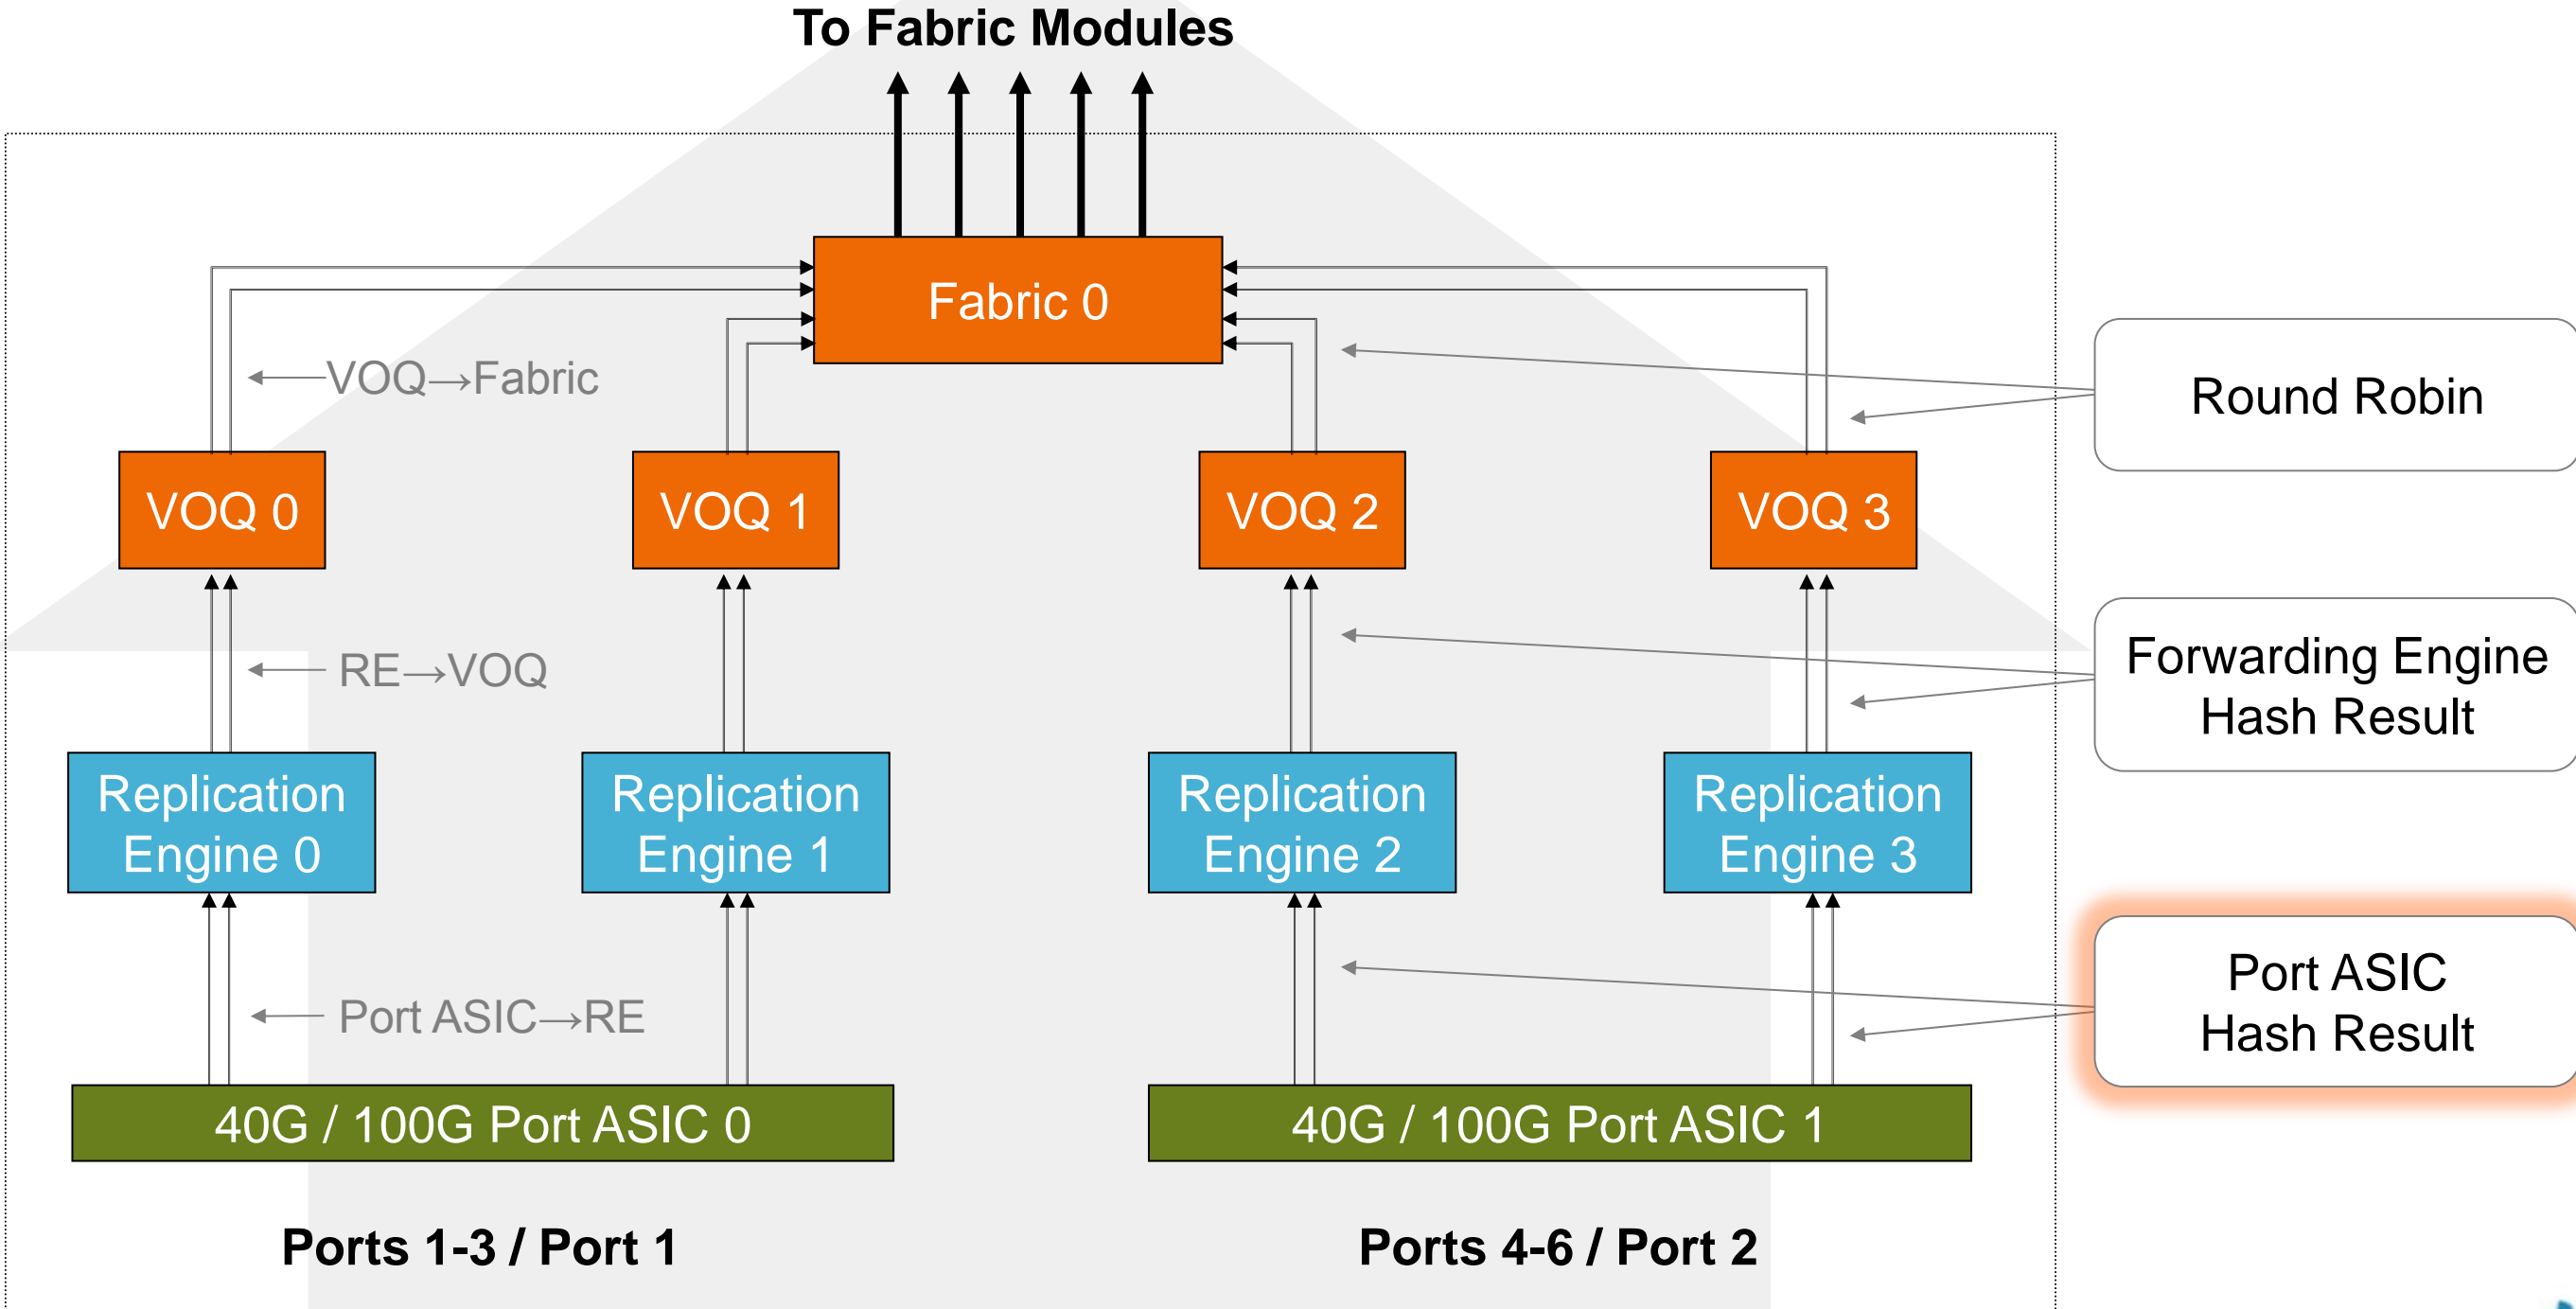 To Fabric Modules
Fabric 0
VOQ→Fabric
Round Robin
VOQ 0
VOQ 1
VOQ 2
VOQ 3
RE→VOQ
Forwarding Engine
Hash Result
Replication
Engine 0
Replication
Engine 1
Replication
Engine 2
Replication
Engine 3
Port ASIC→RE
Port ASIC
Hash Result
40G / 100G Port ASIC 0
40G / 100G Port ASIC 1
Ports 1-3 / Port 1
Ports 4-6 / Port 2